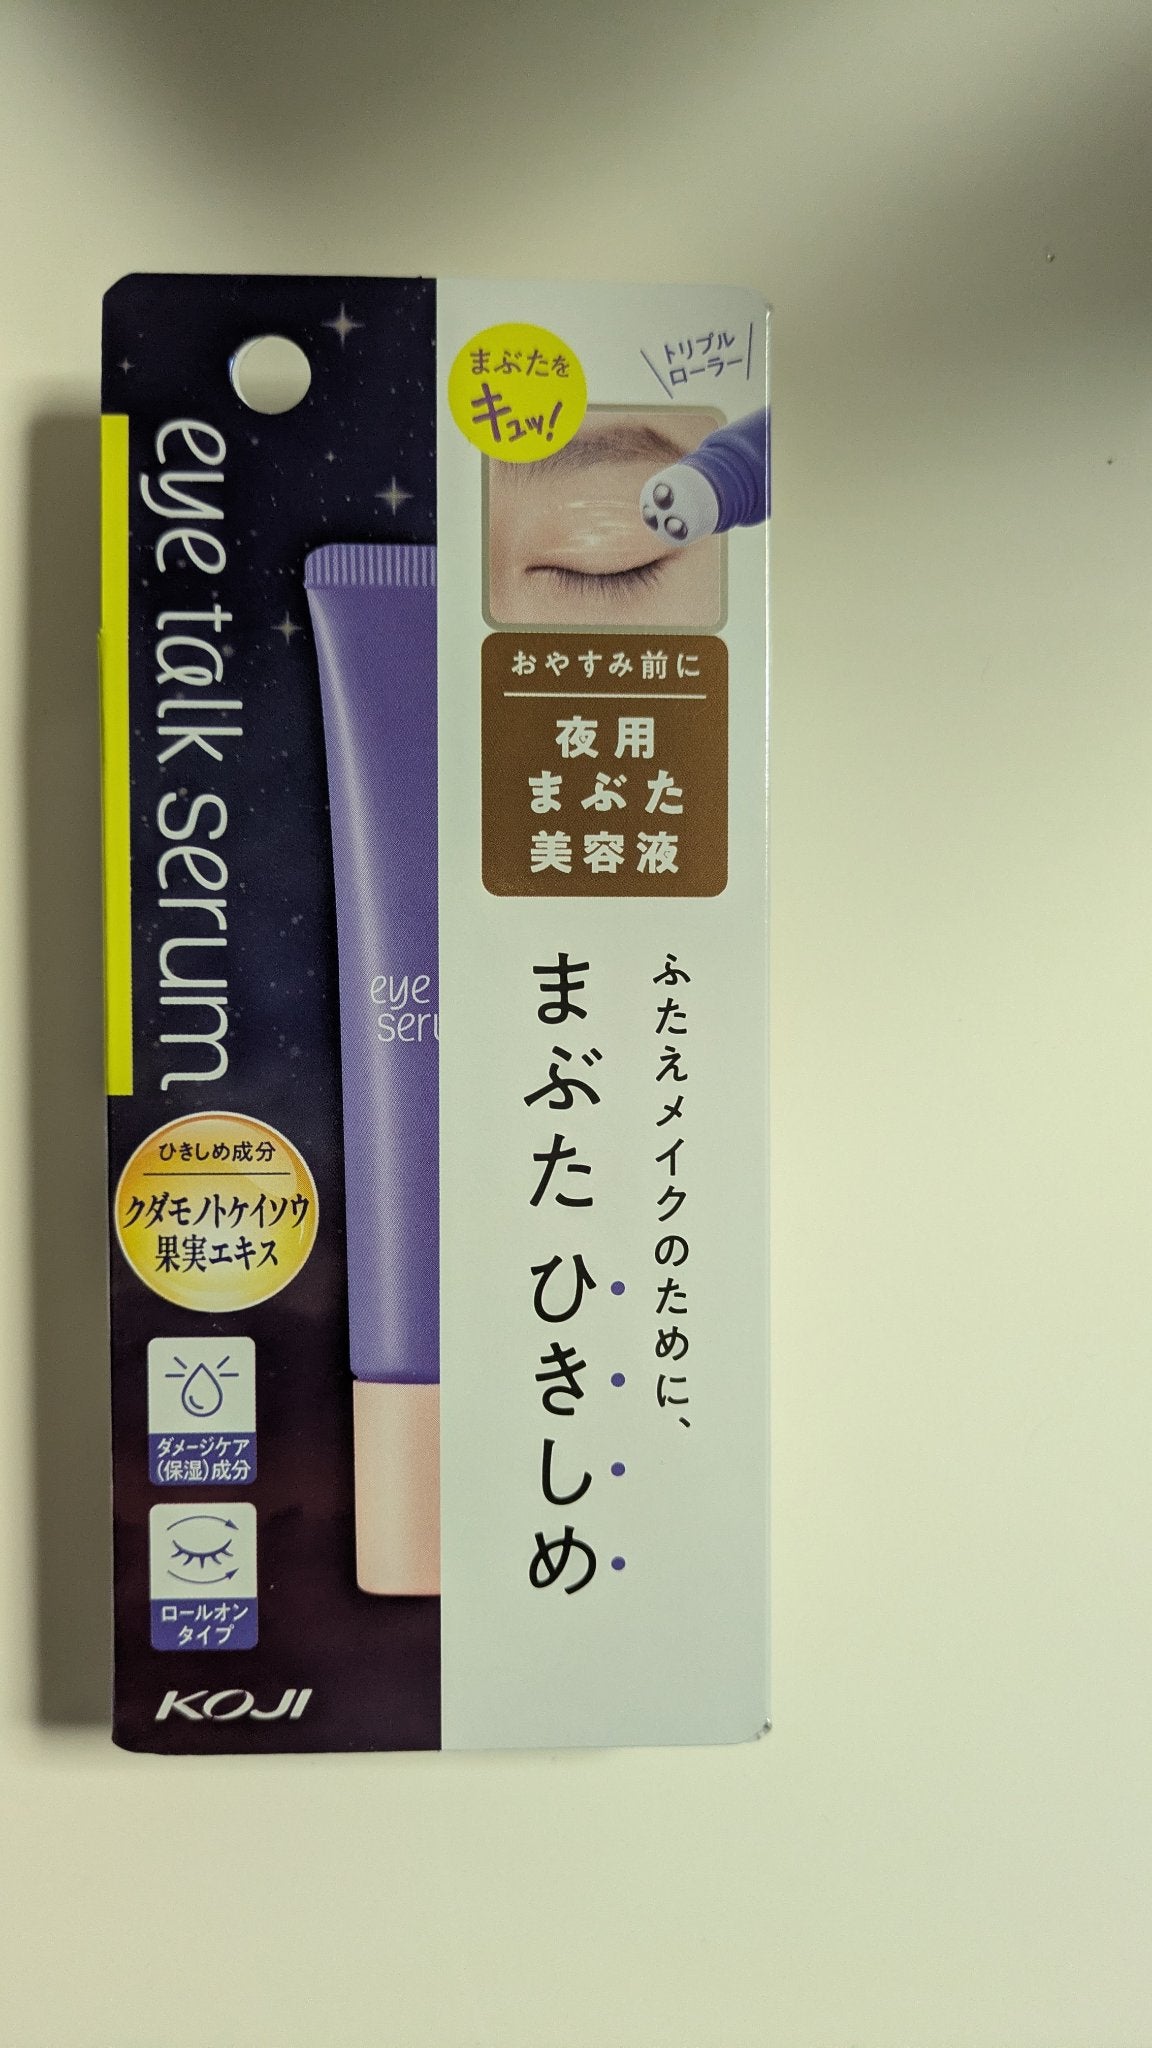 eye talk serum
eye
ser
ひきしめ成分
クダモノトケイソウ
果実エキス
ダメージケア
(保湿)成分
ロールオン
タイプ
KOJI
まぶたを
キュッ!
トリプル
ローラー
おやすみ前に
夜用
まぶた
美容液
ふたえメイクのために、
まぶた ひきしめ